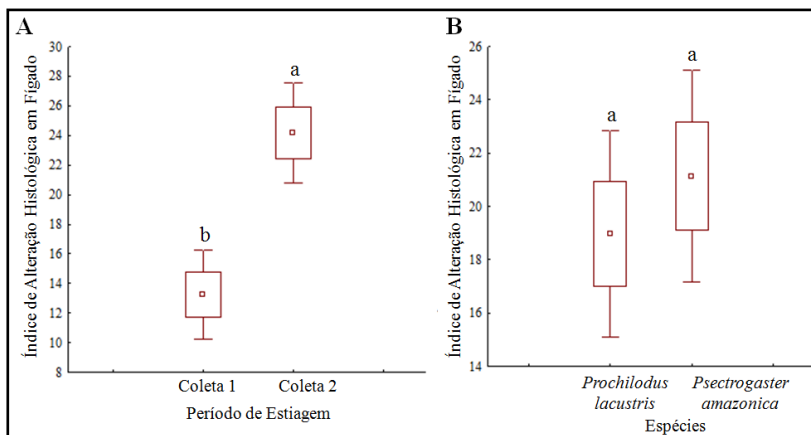 A
Índice de Alteração Histológica em Fígado
30
28
26
24
22
20
18
16
14
12
10
8
a
b
Coleta 1
Coleta 2
Período de Estiagem
B
Índice de Alteração Histológica em Fígado
26
24
22
20
18
16
14
a
a
Prochilodus
lacustris
Psectrogaster
amazonica
Espécies